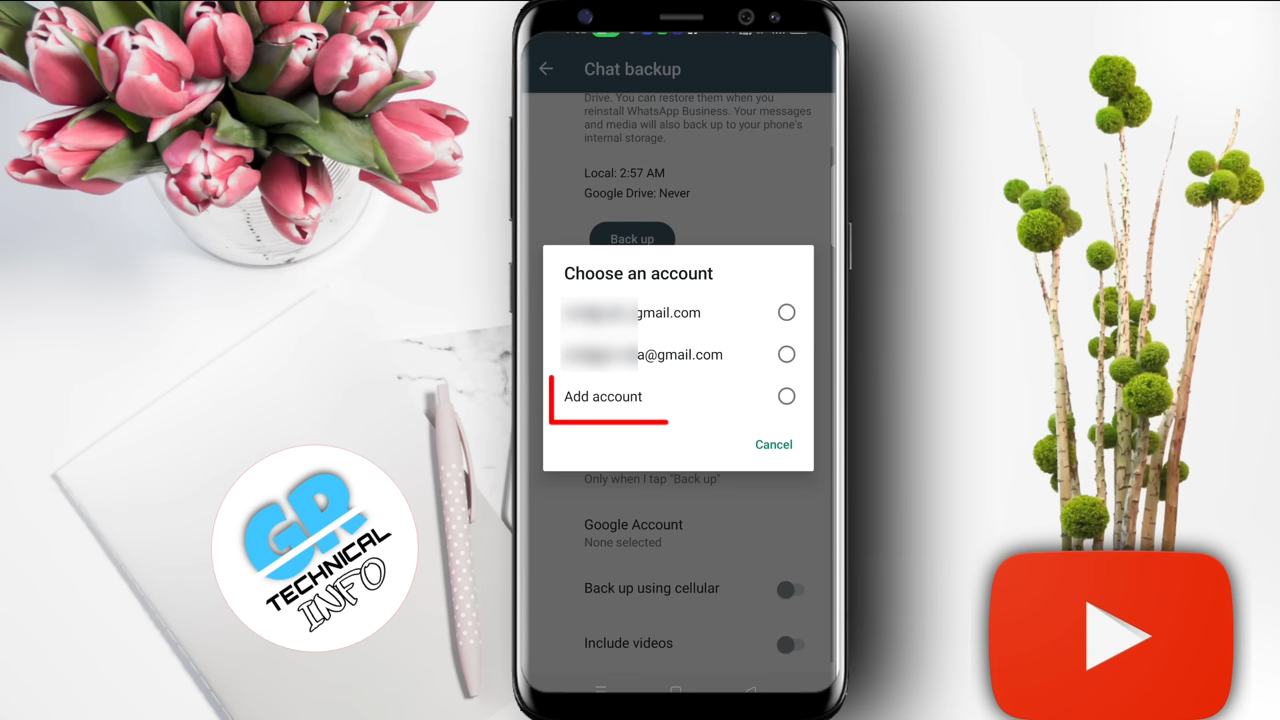 Chat backup
Drive. You can restore them when you
reinstall WhatsApp Business. Your messages
and media will also back up to your phone's
internal storage.
Local: 2:57 AM
Google Drive: Never
Back up
Choose an account
gmail.com
a@gmail.com
Add account
Cancel
Only when I tap "Back up"
Google Account
None selected
Back up using cellular
Include videos
GR
TECHNICAL
INFO